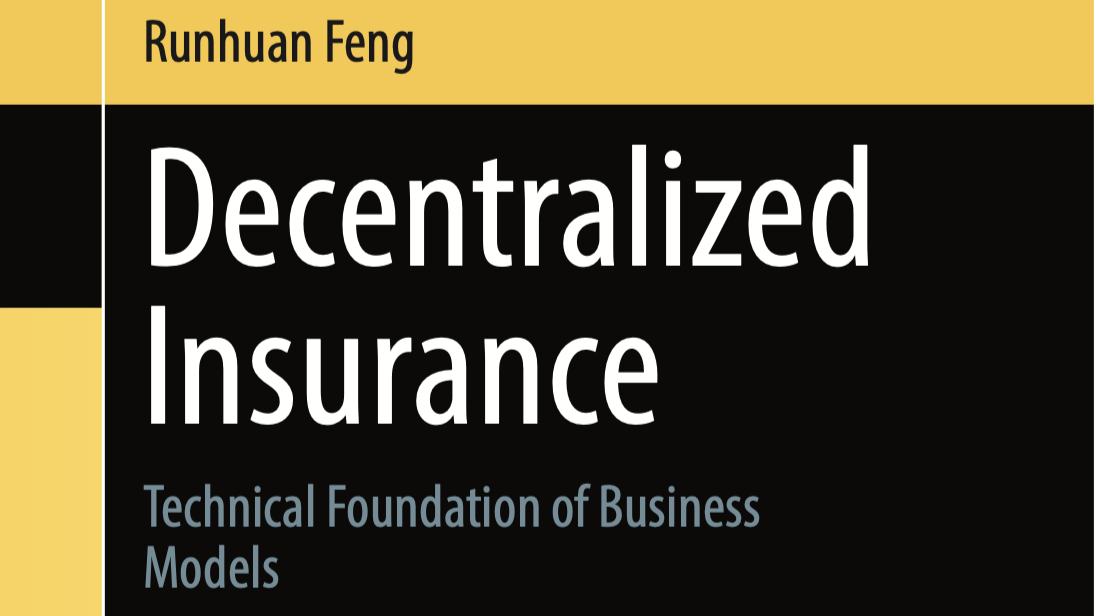 Runhuan Feng
Decentralized
Insurance
Technical Foundation of Business
Models